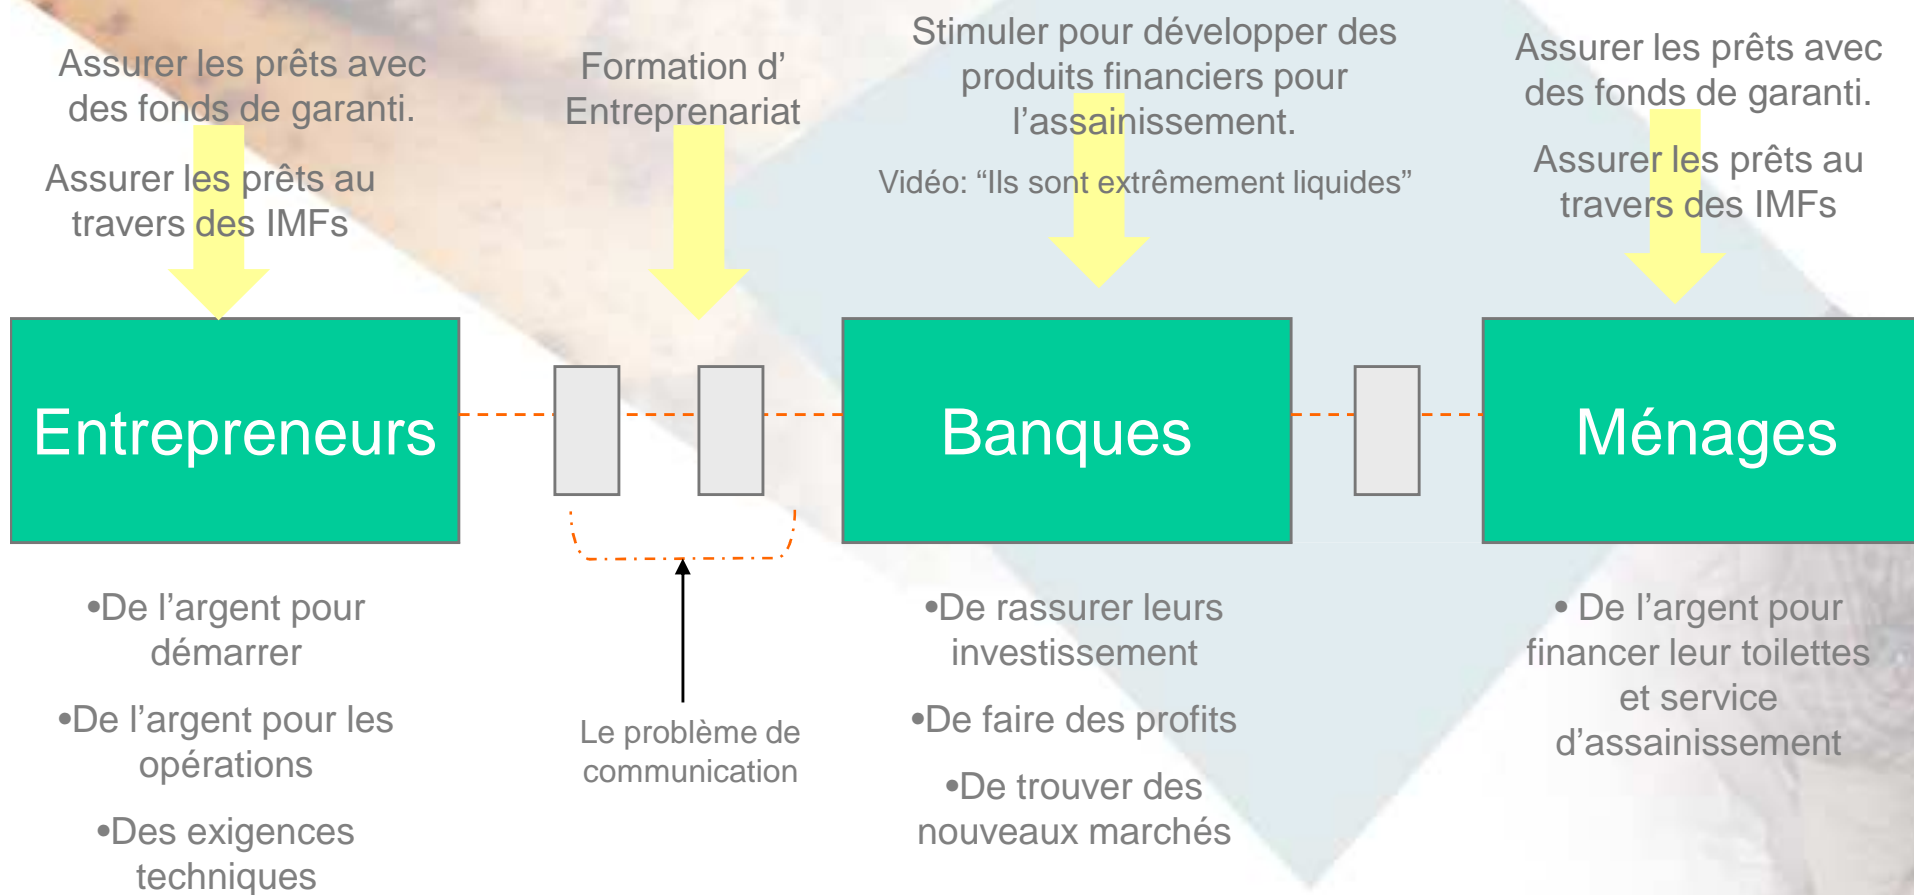 Assurer les prêts avec
des fonds de garanti.
Assurer les prêts au
travers des IMFs
Formation d’
Entreprenariat
Stimuler pour développer des
produits financiers pour
l’assainissement.
Vidéo: “Ils sont extrêmement liquides”
Assurer les prêts avec
des fonds de garanti.
Assurer les prêts au
travers des IMFs
Entrepreneurs
Banques
Ménages
•De l’argent pour
démarrer
•De l’argent pour les
opérations
•Des exigences
techniques
Le problème de
communication
•De rassurer leurs
investissement
•De faire des profits
•De trouver des
nouveaux marchés
• De l’argent pour
financer leur toilettes
et service
d’assainissement